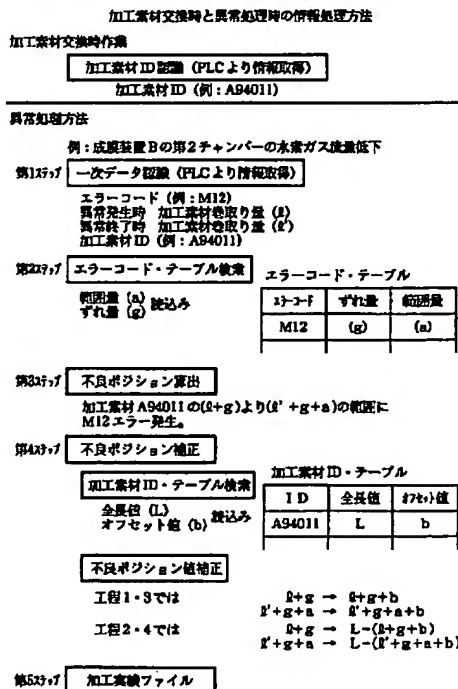 加工素材交換時と異常処理時の情報処理方法
加工素材交換時作業
加工素材ID認識(PLCより情報取得)
加工素材ID(例:A94011)
異常処理方法
例:成膜装置Bの第2チャンバーの水素ガス流量低下
第1ステップ 一次データ認識(PLCより情報取得)
エラーコード(例:M12)
異常発生時 加工素材巻取り量(ℓ)
異常終了時 加工素材巻取り量(ℓ')
加工素材ID(例:A94011)
第2ステップ エラーコード・テーブル検索
範囲量(a)
ずれ量(g) 読込み
エラーコード・テーブル
エラーコード ずれ量 範囲量
M12 (g) (a)
第3ステップ 不良ポジション算出
加工素材A94011の(ℓ+g)より(ℓ'+g+a)の範囲に
M12エラー発生。
第4ステップ 不良ポジション補正
加工素材ID・テーブル検索
全長値(L)
オフセット値(b) 読込み
加工素材ID・テーブル
ID 全長値 オフセット値
A94011 L b
不良ポジション値補正
工程1・3では ℓ+g → ℓ+g+b
ℓ'+g+a → ℓ'+g+a+b
工程2・4では ℓ+g → L-(ℓ+g+b)
ℓ'+g+a → L-(ℓ'+g+a+b)
第5ステップ 加工実績ファイル